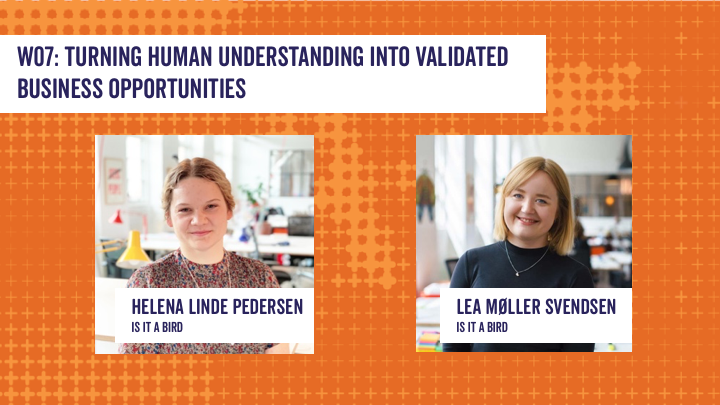 W07: TURNING HUMAN UNDERSTANDING INTO VALIDATED
BUSINESS OPPORTUNITIES
HELENA LINDE PEDERSEN
IS IT A BIRD
LEA MØLLER SVENDSEN
IS IT A BIRD